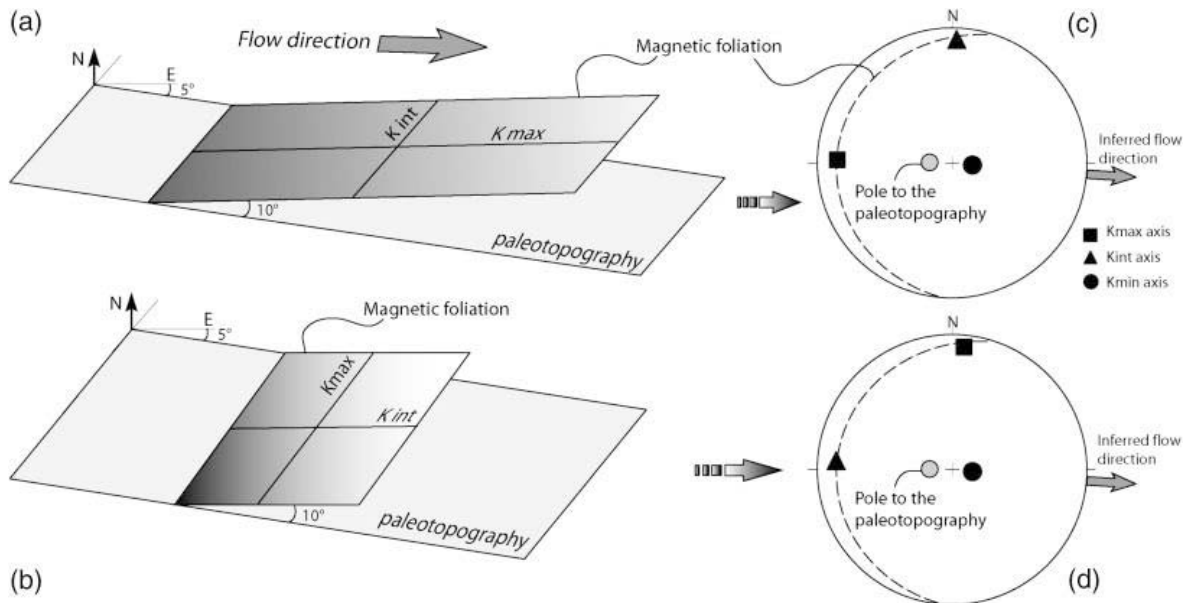 (a)
Flow direction
N
E
5°
K int
K max
10°
paleotopography
Magnetic foliation
N
(c)
Inferred flow
direction
Pole to the
paleotopography
Kmax axis
Kint axis
Kmin axis
Magnetic foliation
N
E
5°
Kmax
K int
10°
paleotopography
(b)
N
Inferred flow
direction
Pole to the
paleotopography
(d)